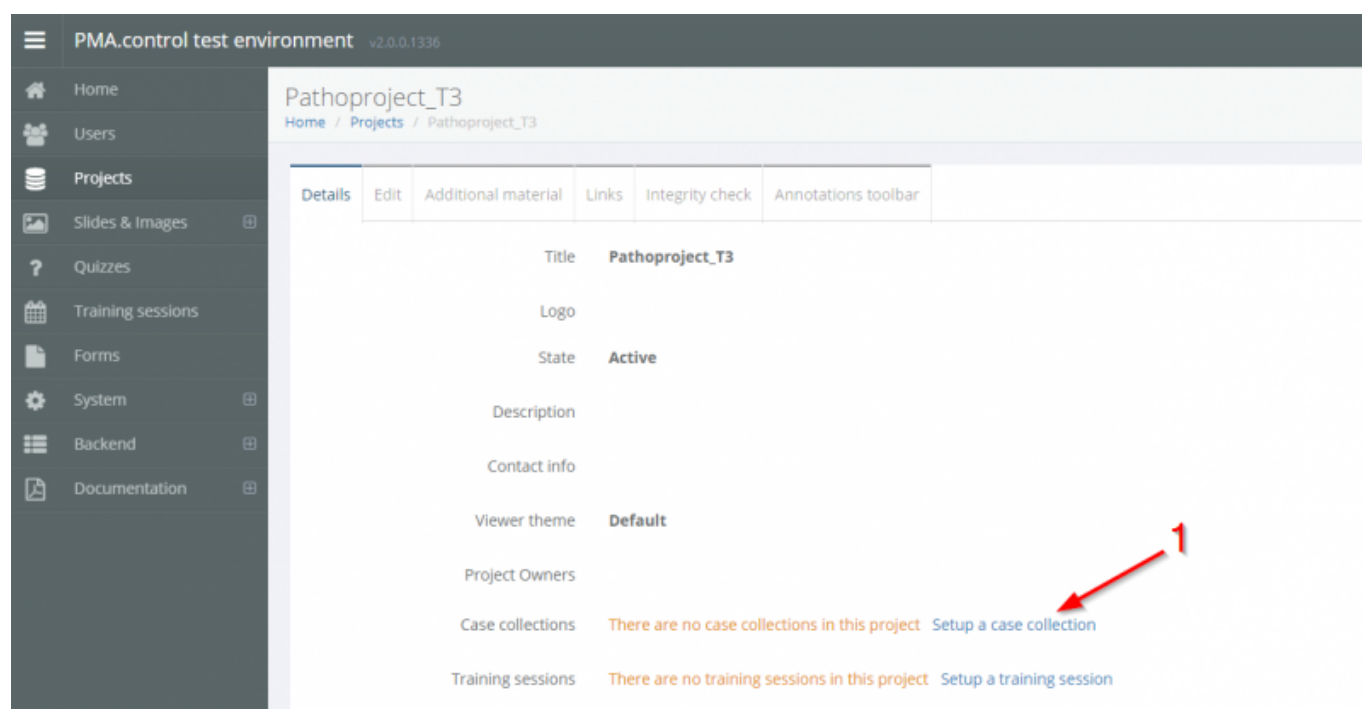 PMA.control test environment v2.0.0.1336
Home
Users
Projects
Slides & Images
Quizzes
Training sessions
Forms
System
Backend
Documentation
Pathoproject_T3
Home / Projects / Pathoproject_T3
Details Edit Additional material Links Integrity check Annotations toolbar
Title Pathoproject_T3
Logo
State Active
Description
Contact info
Viewer theme Default
1
Project Owners
Case collections There are no case collections in this project Setup a case collection
Training sessions There are no training sessions in this project Setup a training session